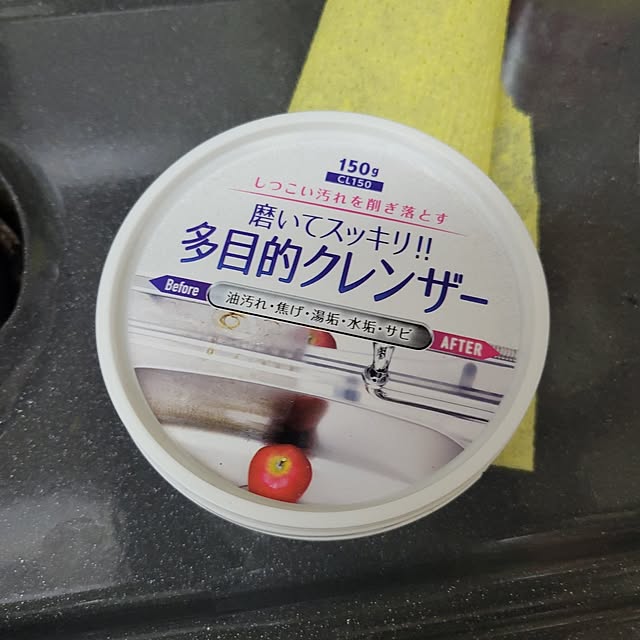 150g
CL150
しつこい汚れを削ぎ落とす
磨いてスッキリ!!
多目的クレンザー
Before
油汚れ・焦げ・湯垢・水垢・サビ
AFTER